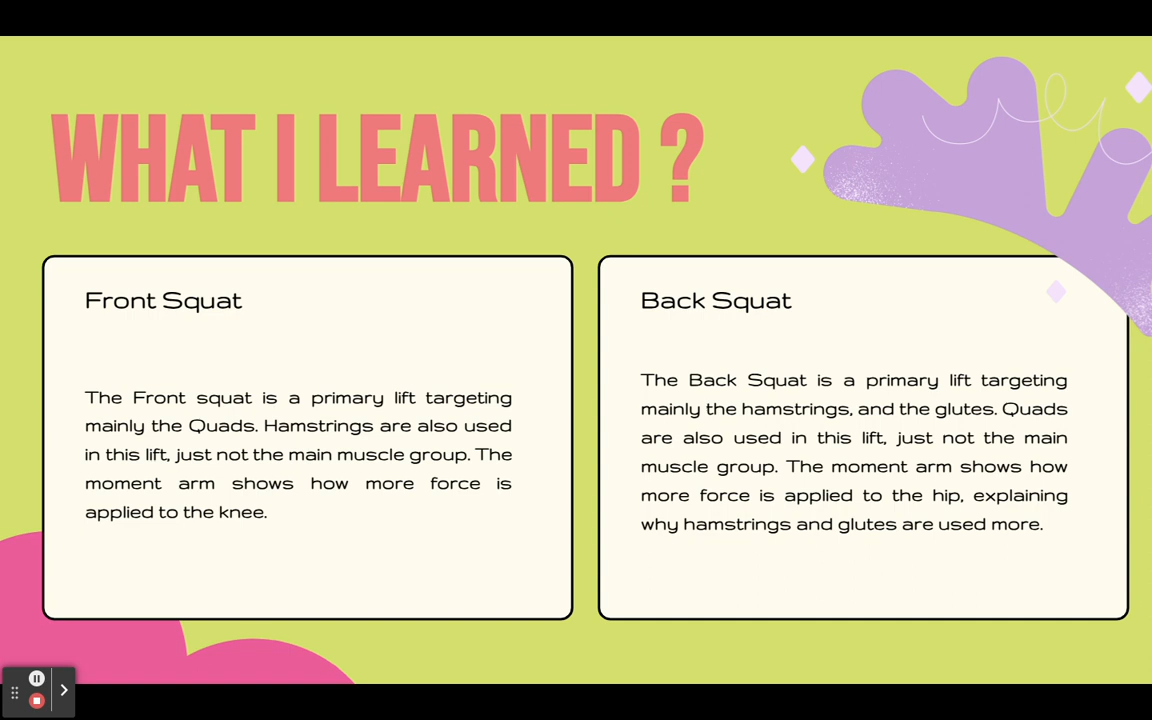 WHAT I LEARNED ?
Front Squat
The Front squat is a primary lift targeting
mainly the Quads. Hamstrings are also used
in this lift, just not the main muscle group. The
moment arm shows how more force is
applied to the knee.
Back Squat
The Back Squat is a primary lift targeting
mainly the hamstrings, and the glutes. Quads
are also used in this lift, just not the main
muscle group. The moment arm shows how
more force is applied to the hip, explaining
why hamstrings and glutes are used more.